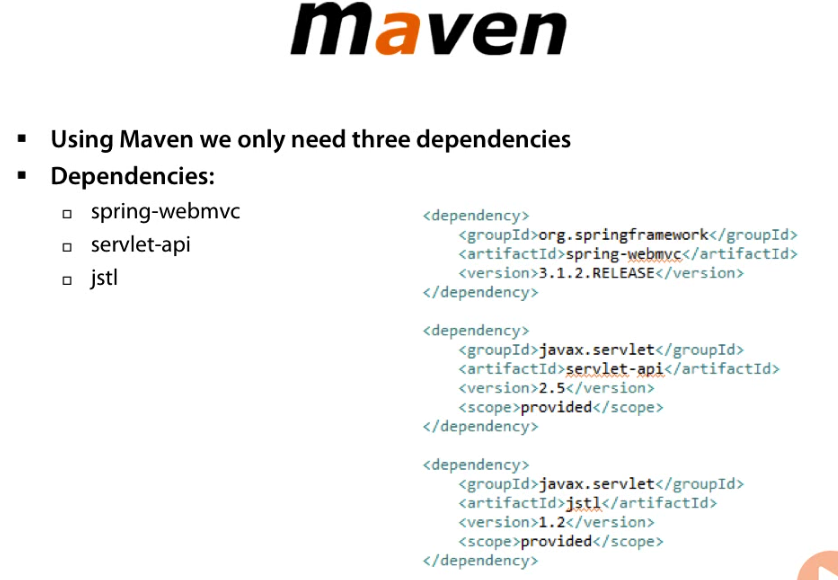 maven
Using Maven we only need three dependencies
Dependencies:
spring-webmvc
servlet-api
jstl
<dependency>
<groupId>org.springframework</groupId>
<artifactId>spring-webmvc</artifactId>
<version>3.1.2.RELEASE</version>
</dependency>
<dependency>
<groupId>javax.servlet</groupId>
<artifactId>servlet-api</artifactId>
<version>2.5</version>
<scope>provided</scope>
</dependency>
<dependency>
<groupId>javax.servlet</groupId>
<artifactId>jstl</artifactId>
<version>1.2</version>
<scope>provided</scope>
</dependency>